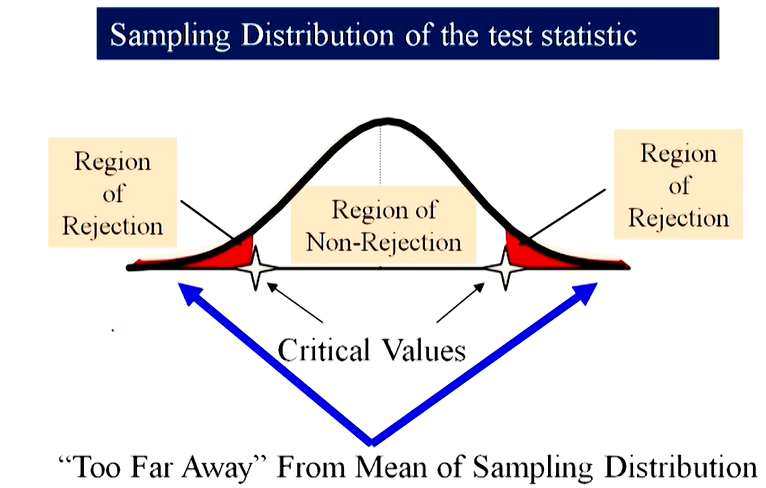 Sampling Distribution of the test statistic
Region
of
Rejection
Region
of
Rejection
Region of
Non-Rejection
Critical Values
“Too Far Away” From Mean of Sampling Distribution